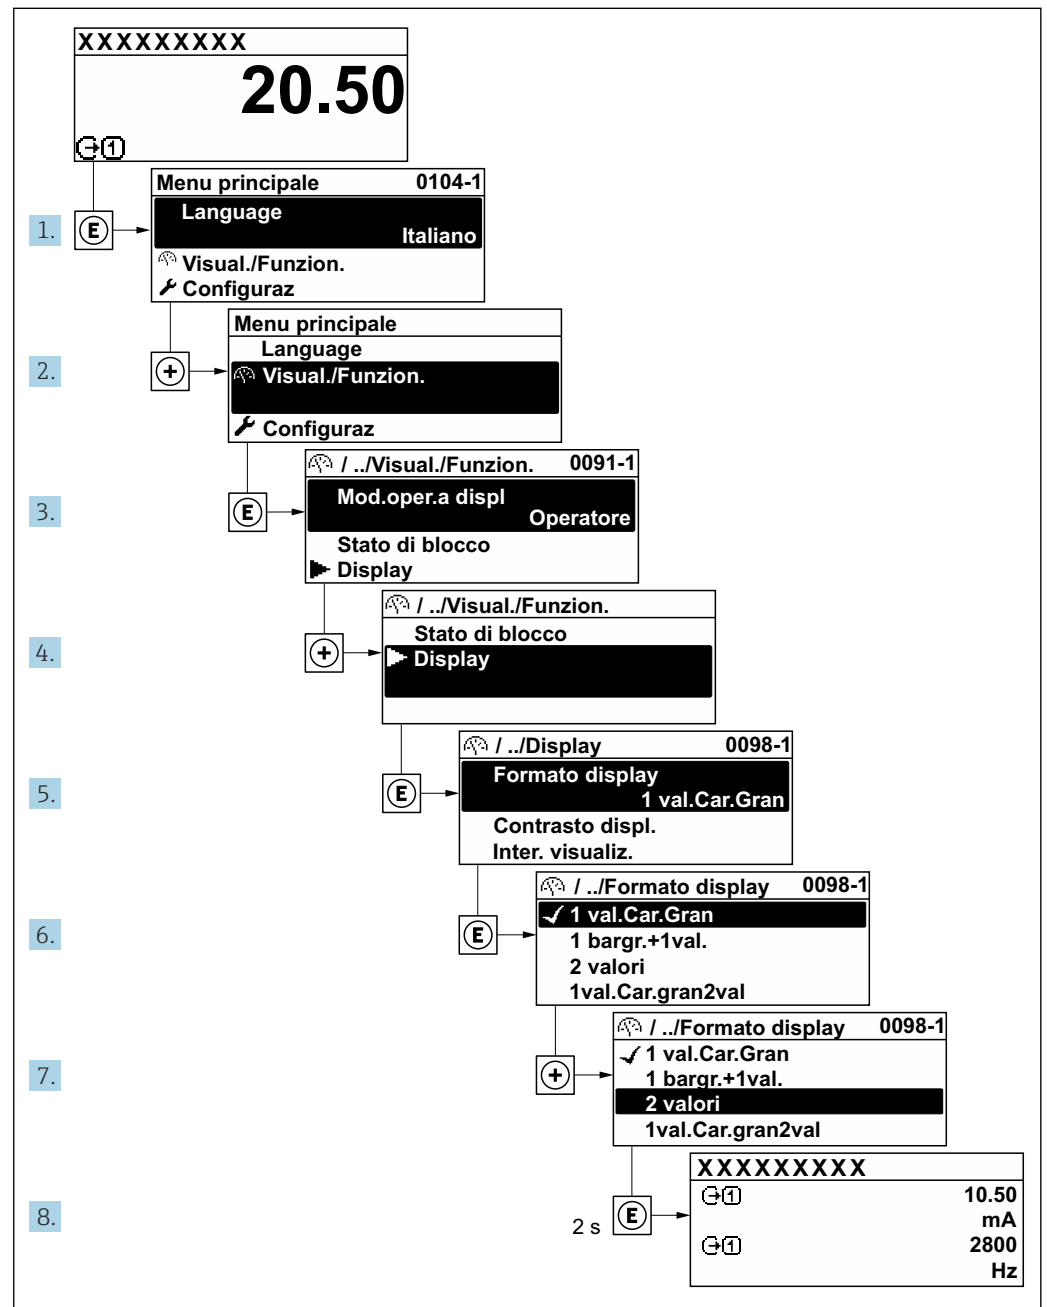 XXXXXXXXX
20.50
1
Menu principale 0104-1
1. E Language
Italiano
Visual./Funzion.
Configuraz
Menu principale
Language
2. + Visual./Funzion.
Configuraz
/ ../Visual./Funzion. 0091-1
3. E Mod.oper.a displ
Operatore
Stato di blocco
Display
/ ../Visual./Funzion.
Stato di blocco
4. + Display
/ ../Display 0098-1
5. E Formato display
1 val.Car.Gran
Contrasto displ.
Inter. visualiz.
/ ../Formato display 0098-1
1 val.Car.Gran
6. E 1 bargr.+1val.
2 valori
1val.Car.gran2val
/ ../Formato display 0098-1
1 val.Car.Gran
7. + 1 bargr.+1val.
2 valori
1val.Car.gran2val
XXXXXXXXX
1 10.50
8. 2 s E mA
1 2800
Hz